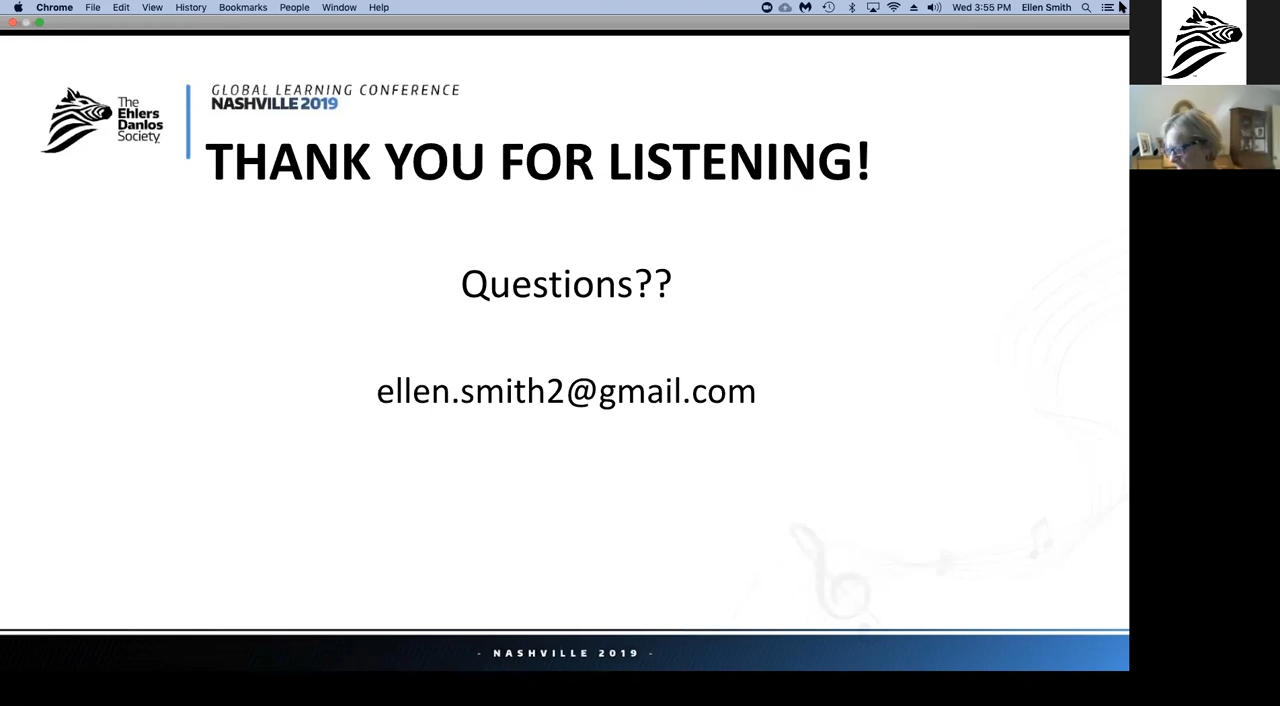 Chrome File Edit View History Bookmarks People Window Help Wed 3:55 PM Ellen Smith
The
Ehlers
Danlos
Society
GLOBAL LEARNING CONFERENCE
NASHVILLE 2019
THANK YOU FOR LISTENING!
Questions??
ellen.smith2@gmail.com
- NASHVILLE 2019 -